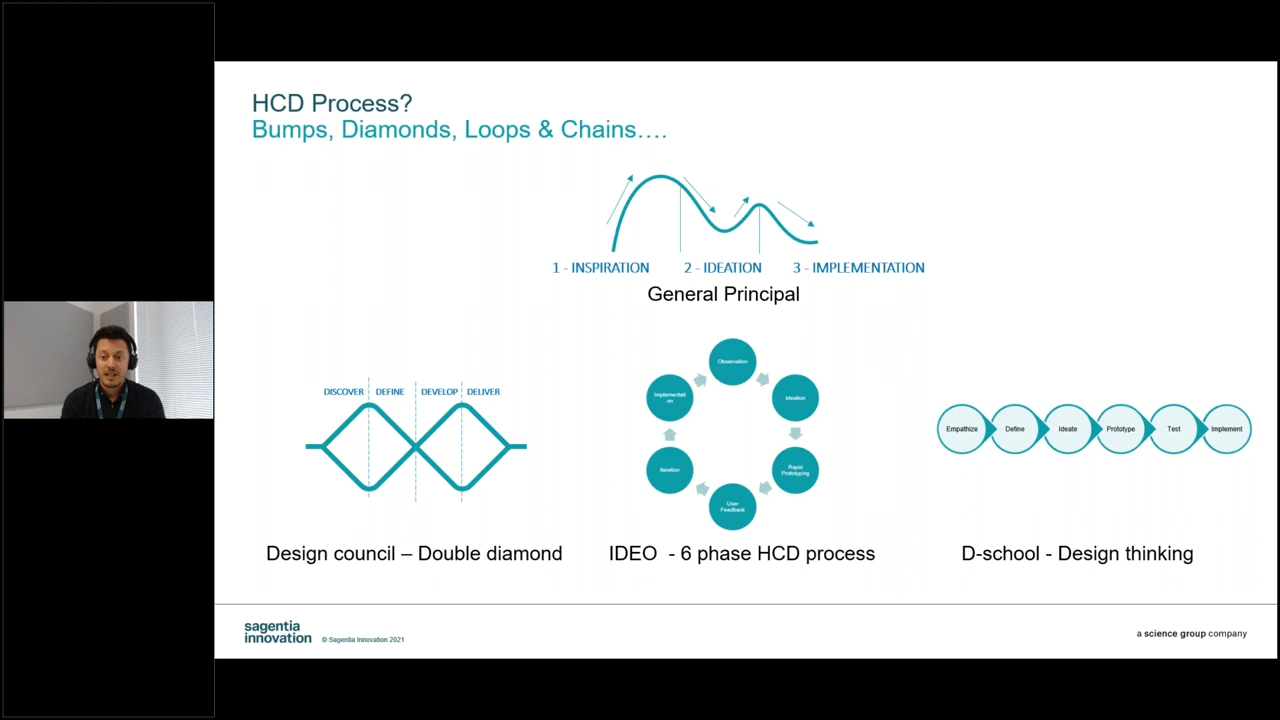 HCD Process?
Bumps, Diamonds, Loops & Chains….
1 - INSPIRATION
2 - IDEATION
3 - IMPLEMENTATION
General Principal
DISCOVER
DEFINE
DEVELOP
DELIVER
Design council – Double diamond
Observation
Ideation
Rapid
Prototyping
User
Feedback
Iteration
Implementati
on
IDEO - 6 phase HCD process
Empathize
Define
Ideate
Prototype
Test
Implement
D-school - Design thinking
sagentia
innovation
© Sagentia Innovation 2021
a science group company